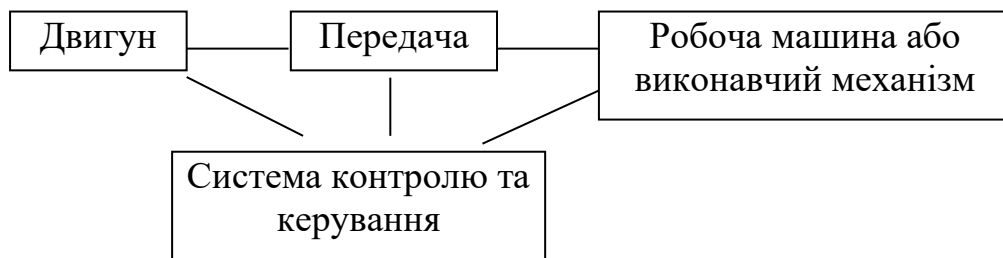 Двигун
Передача
Робоча машина або
виконавчий механізм
Система контролю та
керування